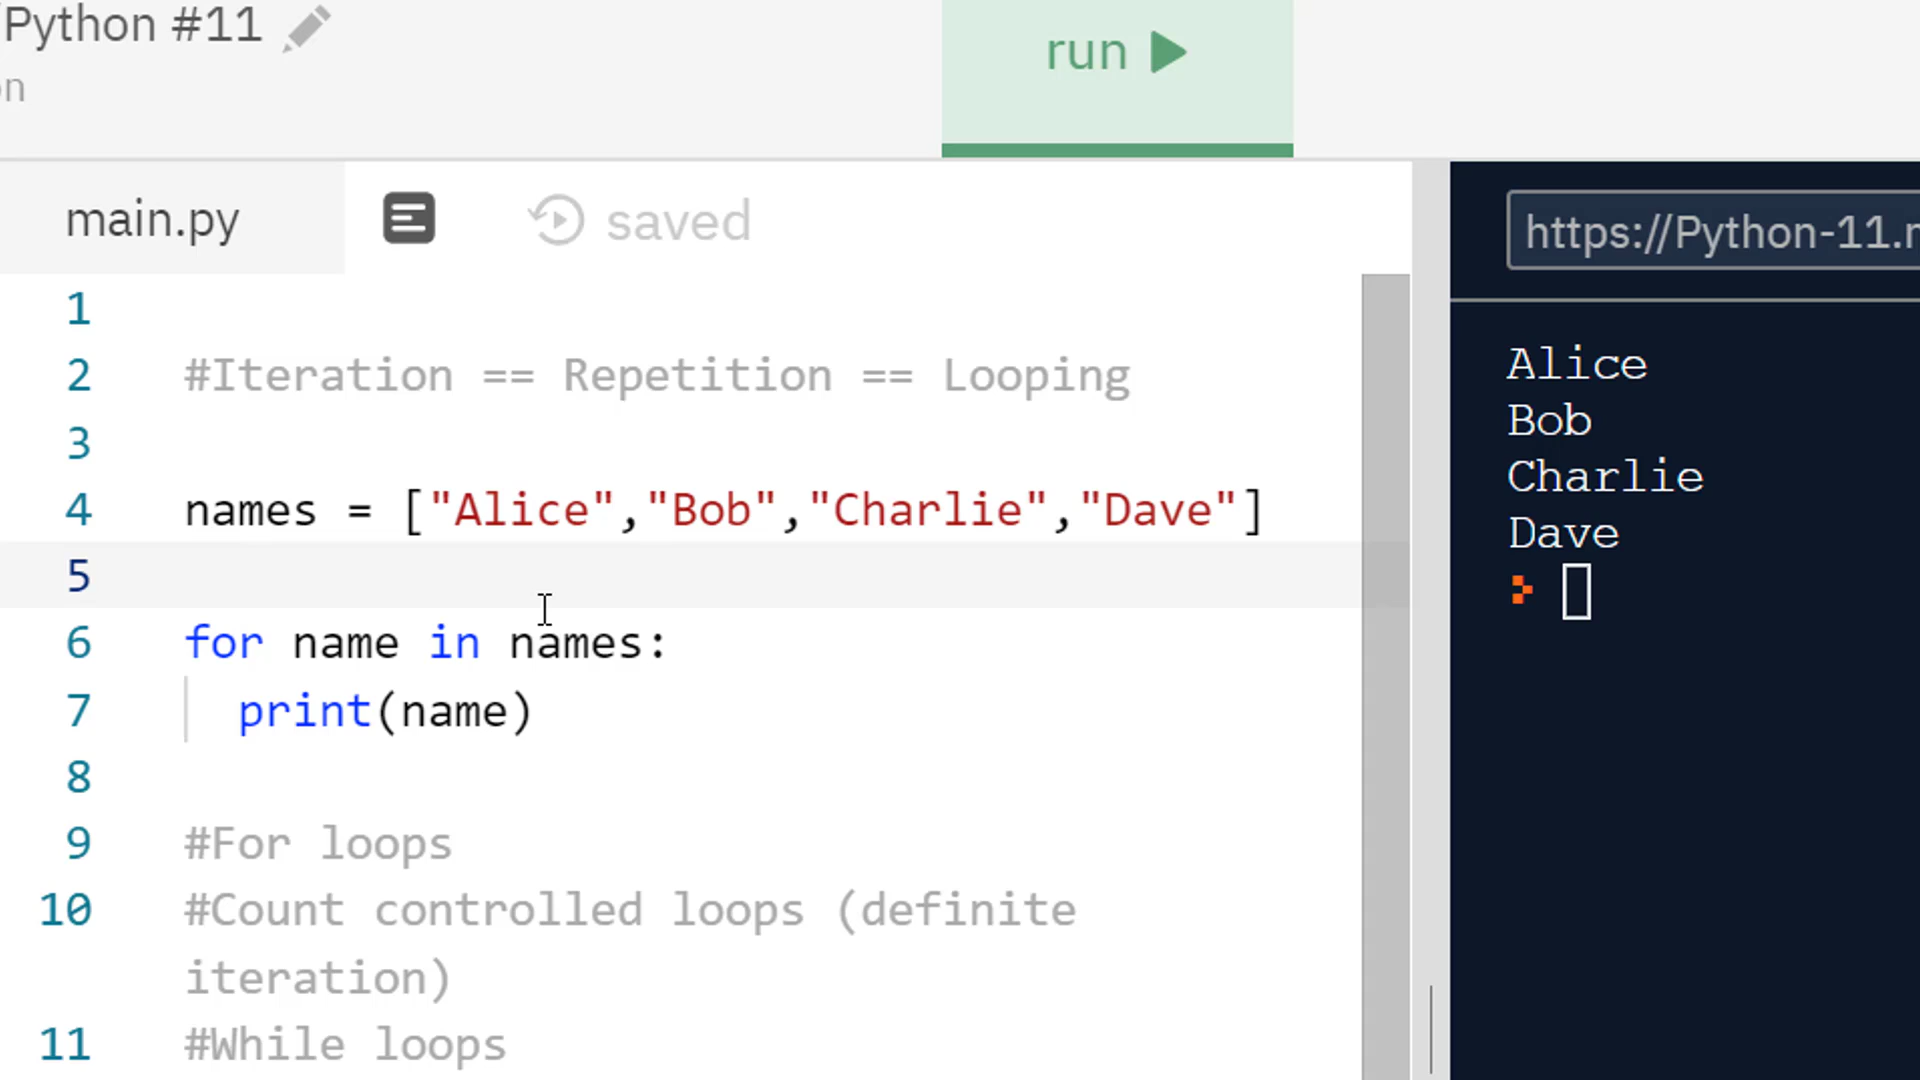 Python #11
on
run
main.py
saved
https://Python-11.
1
2 #Iteration == Repetition == Looping
3
4 names = ["Alice","Bob","Charlie","Dave"]
5
6 for name in names:
7 print(name)
8
9 #For loops
10 #Count controlled loops (definite
iteration)
11 #While loops
Alice
Bob
Charlie
Dave